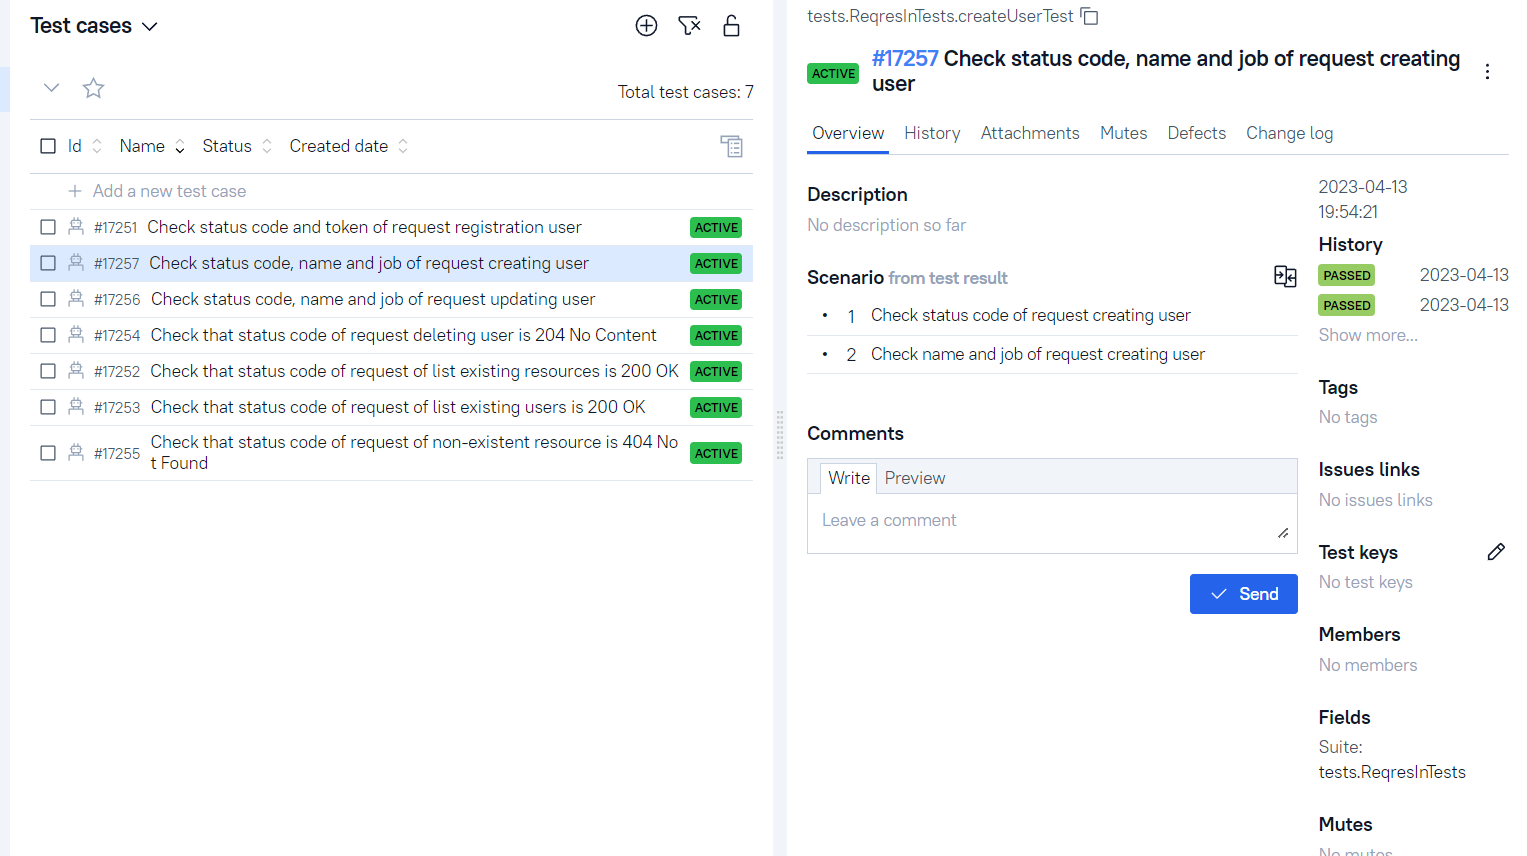 Test cases
Total test cases: 7
Id Name Status Created date
Add a new test case
#17251 Check status code and token of request registration user ACTIVE
#17257 Check status code, name and job of request creating user ACTIVE
#17256 Check status code, name and job of request updating user ACTIVE
#17254 Check that status code of request deleting user is 204 No Content ACTIVE
#17252 Check that status code of request of list existing resources is 200 OK ACTIVE
#17253 Check that status code of request of list existing users is 200 OK ACTIVE
#17255 Check that status code of request of non-existent resource is 404 No
t Found ACTIVE
tests.ReqresInTests.createUserTest
ACTIVE #17257 Check status code, name and job of request creating
user
Overview History Attachments Mutes Defects Change log
Description
No description so far
Scenario from test result
• 1 Check status code of request creating user
• 2 Check name and job of request creating user
Comments
Write Preview
Leave a comment
Send
2023-04-13
19:54:21
History
PASSED 2023-04-13
PASSED 2023-04-13
Show more...
Tags
No tags
Issues links
No issues links
Test keys
No test keys
Members
No members
Fields
Suite:
tests.ReqresInTests
Mutes
No mutes